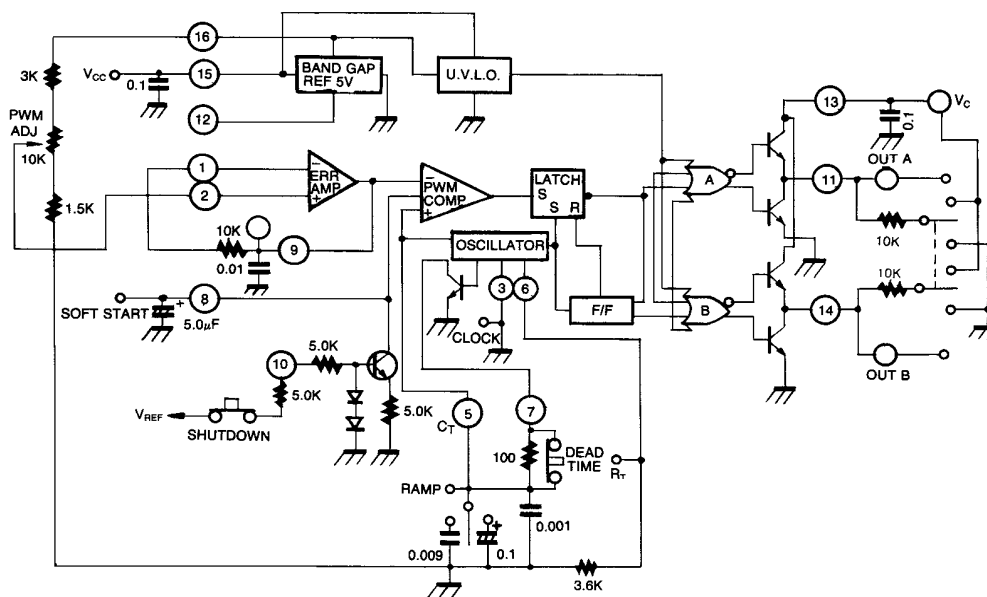 16
3K
VCC
0.1
15
BAND GAP
REF 5V
U.V.L.O.
12
PWM
ADJ
10K
1.5K
1
2
−
ERR
AMP
+
−
PWM
COMP
+
LATCH
S
S R
A
13
VC
0.1
OUT A
11
10K
10K
0.01
9
OSCILLATOR
3
6
F/F
B
10K
14
OUT B
SOFT START
+
5.0µF
8
CLOCK
10
5.0K
5.0K
VREF
SHUTDOWN
5.0K
5
CT
7
100
DEAD
TIME
RT
RAMP
0.009
+
0.1
0.001
3.6K